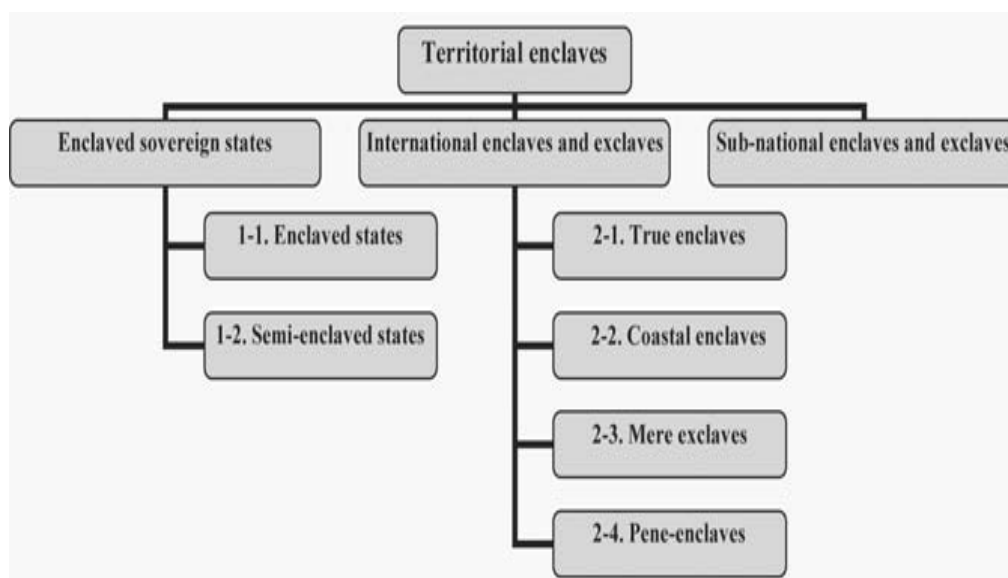 Territorial enclaves
Enclaved sovereign states
International enclaves and exclaves
Sub-national enclaves and exclaves
1-1. Enclaved states
1-2. Semi-enclaved states
2-1. True enclaves
2-2. Coastal enclaves
2-3. Mere exclaves
2-4. Pene-enclaves